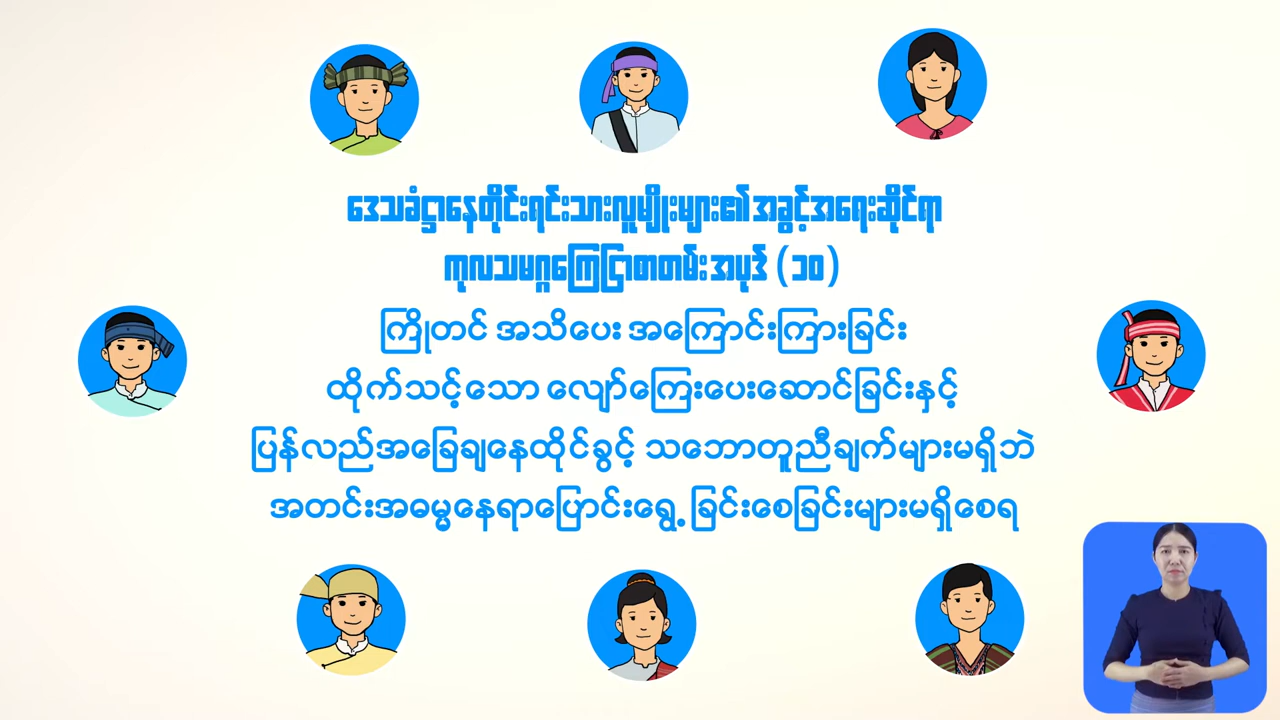 ဒေသခံဌာနေတိုင်းရင်းသားလူမျိုးများ၏အခွင့်အရေးဆိုင်ရာ
ကုလသမဂ္ဂကြေငြာစာတမ်းအပုဒ် (၁၀)
ကြိုတင် အသိပေး အကြောင်းကြားခြင်း
ထိုက်သင့်သော လျော်ကြေးပေးဆောင်ခြင်းနှင့်
ပြန်လည်အခြေချနေထိုင်ခွင့် သဘောတူညီချက်များမရှိဘဲ
အတင်းအဓမ္မနေရာပြောင်းရွှေ့ ခြင်းစေခြင်းများမရှိစေရ